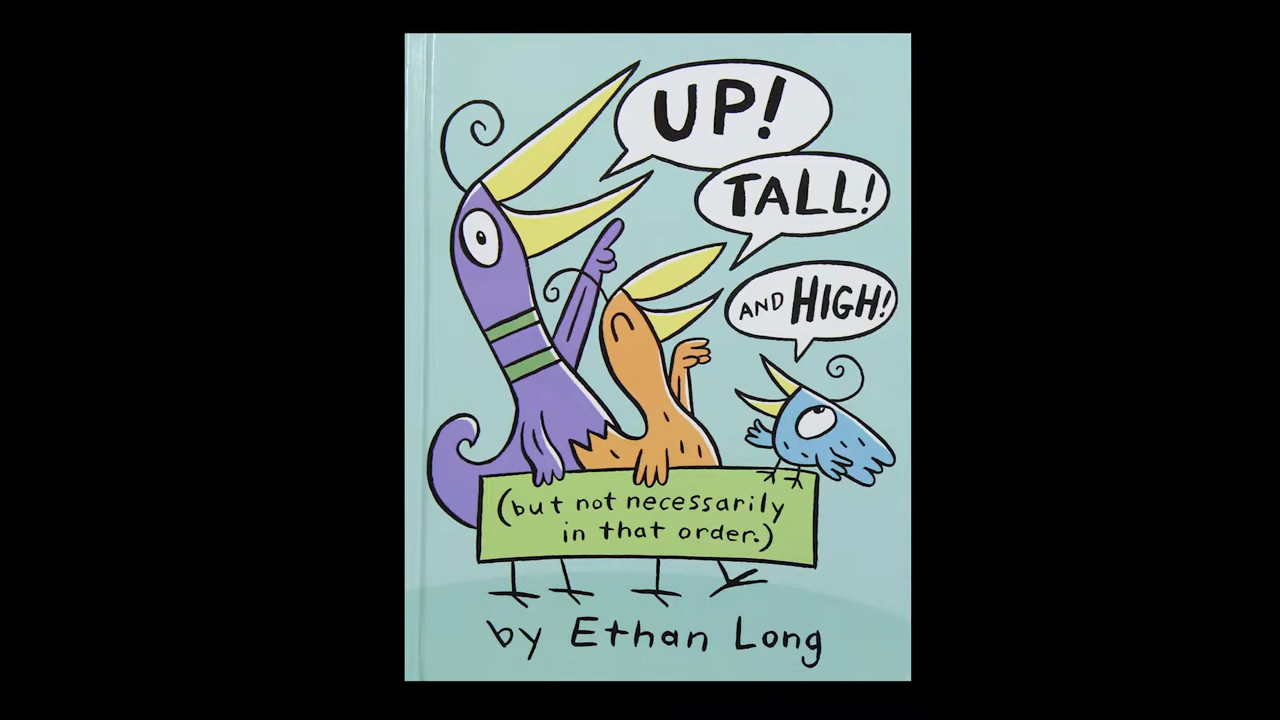 UP!
TALL!
AND HIGH!
(but not necessarily
in that order.)
by Ethan Long